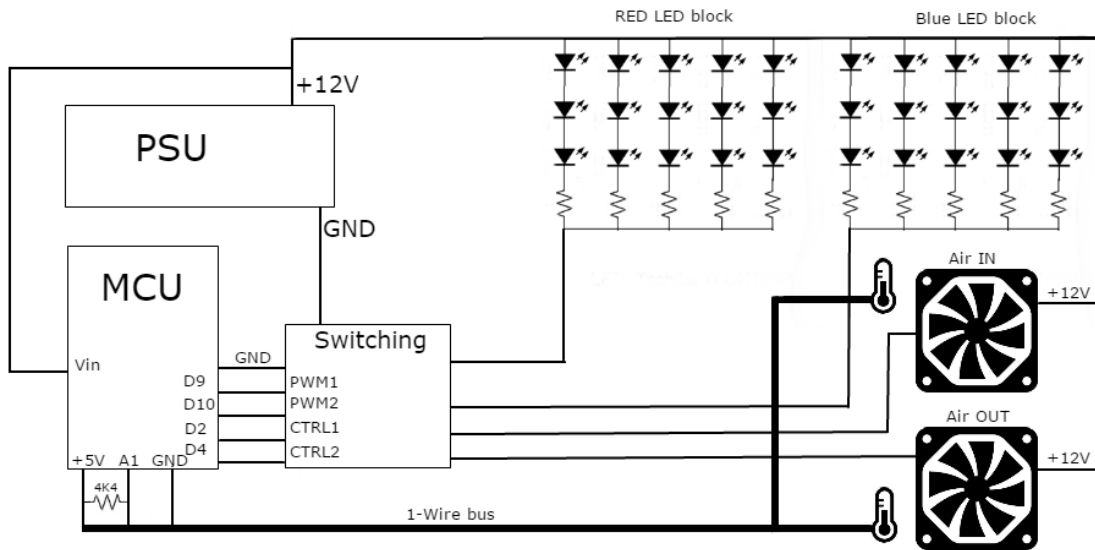 RED LED block
Blue LED block
+12V
PSU
GND
MCU
Air IN
+12V
Switching
Vin
GND
D9
PWM1
D10
PWM2
D2
CTRL1
D4
CTRL2
Air OUT
+12V
+5V
A1
GND
4K4
1-Wire bus